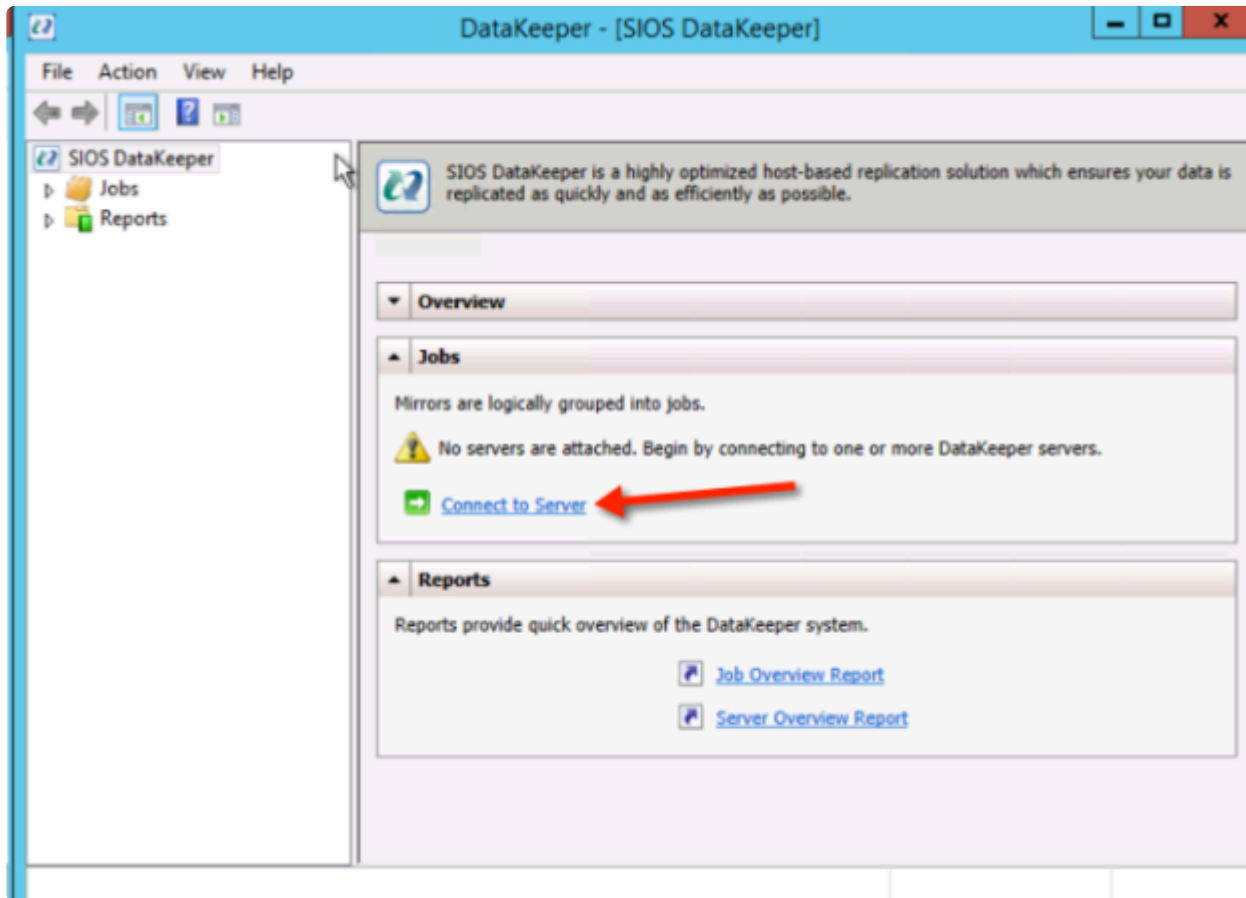 DataKeeper - [SIOS DataKeeper]
File Action View Help
SIOS DataKeeper
Jobs
Reports
SIOS DataKeeper is a highly optimized host-based replication solution which ensures your data is
replicated as quickly and as efficiently as possible.
Overview
Jobs
Mirrors are logically grouped into jobs.
No servers are attached. Begin by connecting to one or more DataKeeper servers.
Connect to Server
Reports
Reports provide quick overview of the DataKeeper system.
Job Overview Report
Server Overview Report